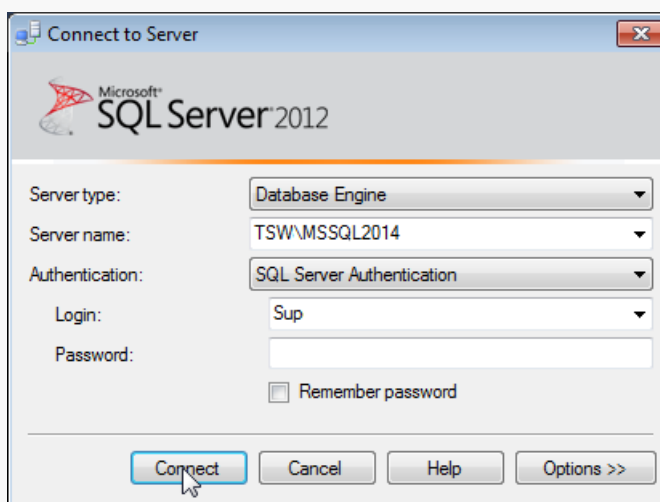 Connect to Server
Microsoft®
SQL Server® 2012
Server type: Database Engine
Server name: TSW\MSSQL2014
Authentication: SQL Server Authentication
Login: Sup
Password:
Remember password
Connect Cancel Help Options >>